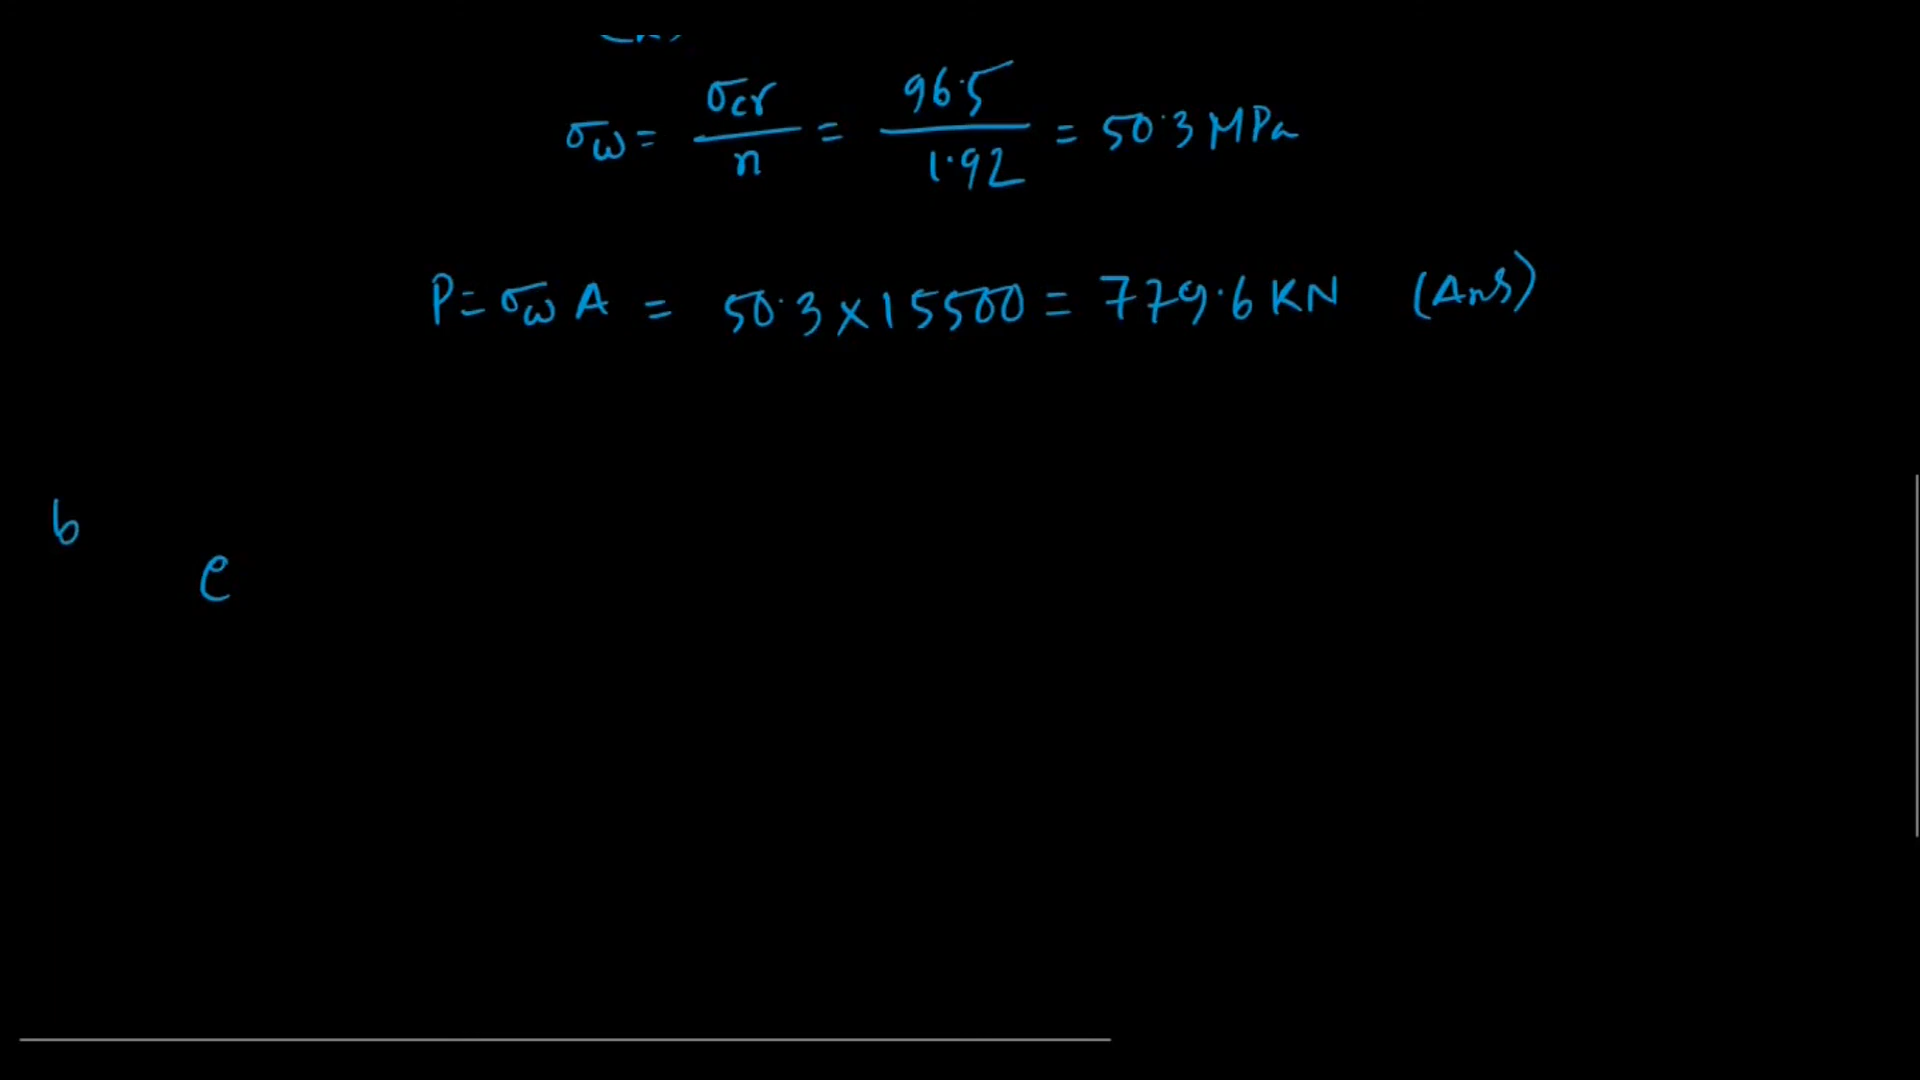 σw = σcr / n = 96.5 / 1.92 = 50.3 MPa
P = σw A = 50.3 x 15500 = 779.6 KN (Ans)
b
e